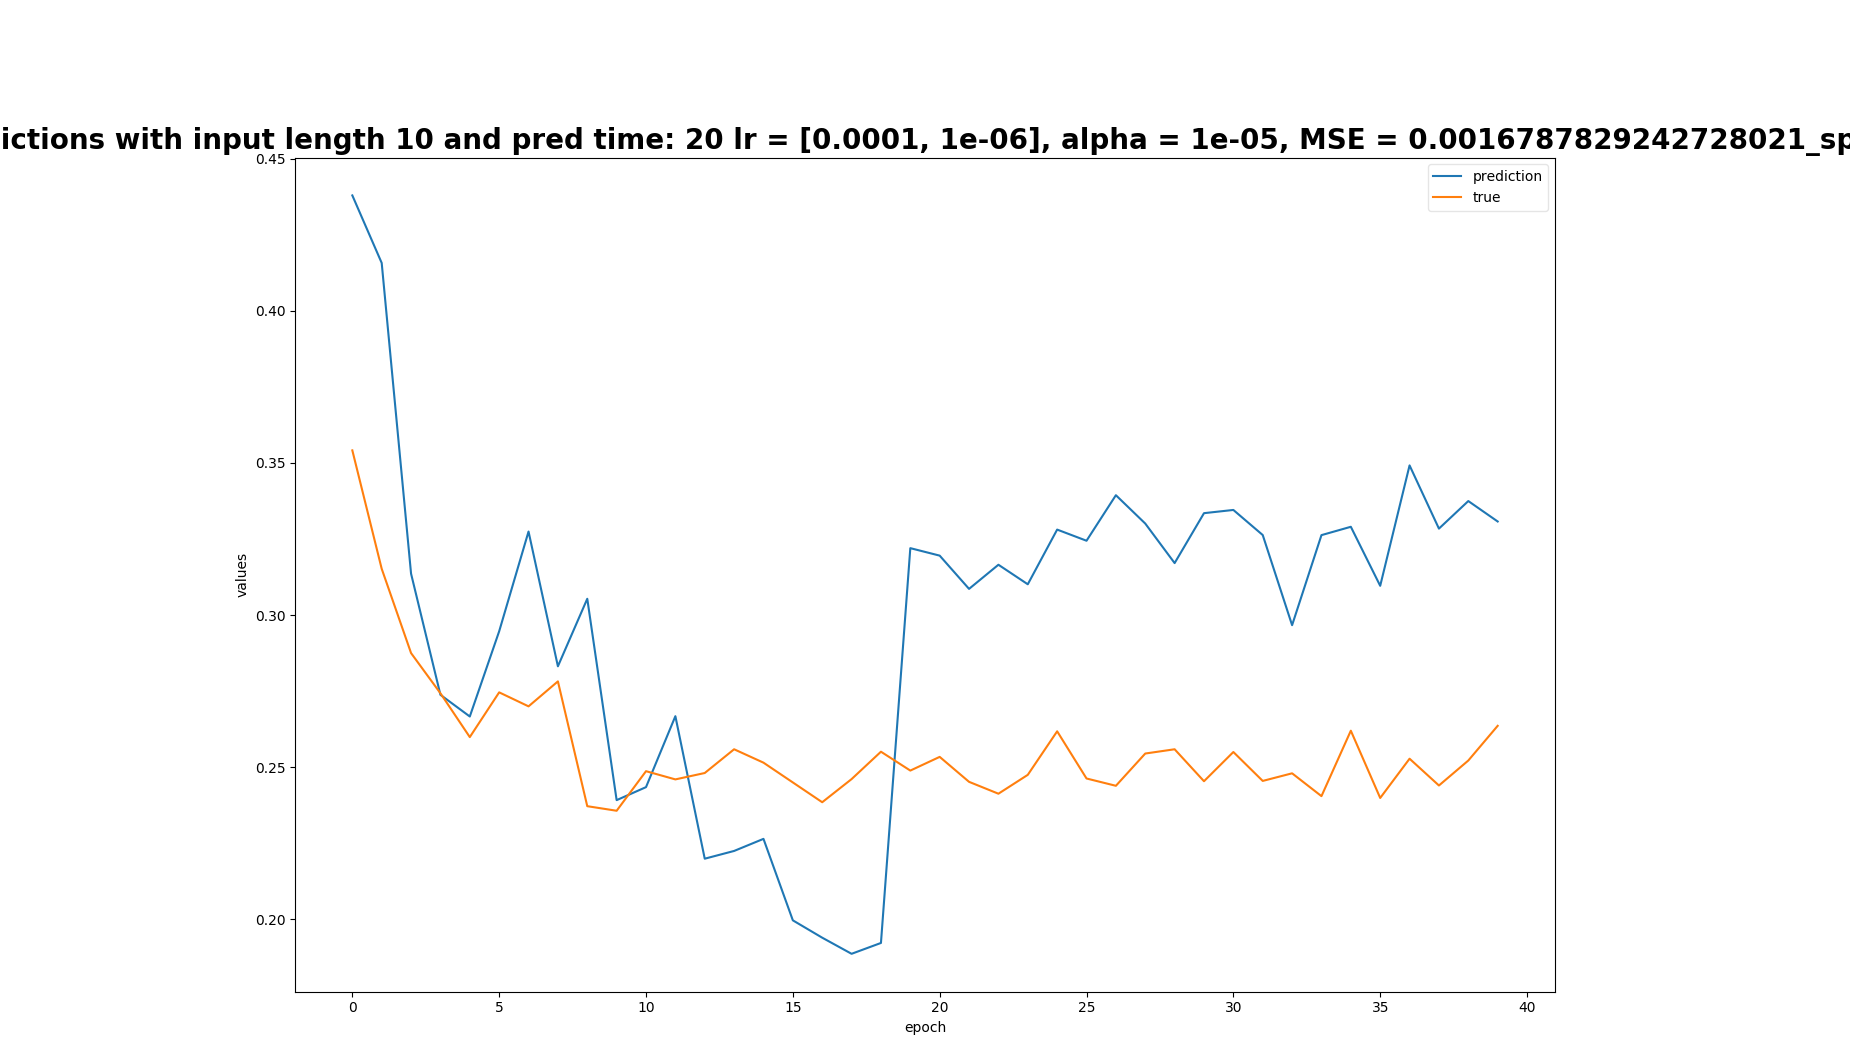 ictions with input length 10 and pred time: 20 lr = [0.0001, 1e-06], alpha = 1e-05, MSE = 0.0016787829242728021_sp
prediction
true
0.45
0.40
0.35
0.30
0.25
0.20
values
0 5 10 15 20 25 30 35 40
epoch